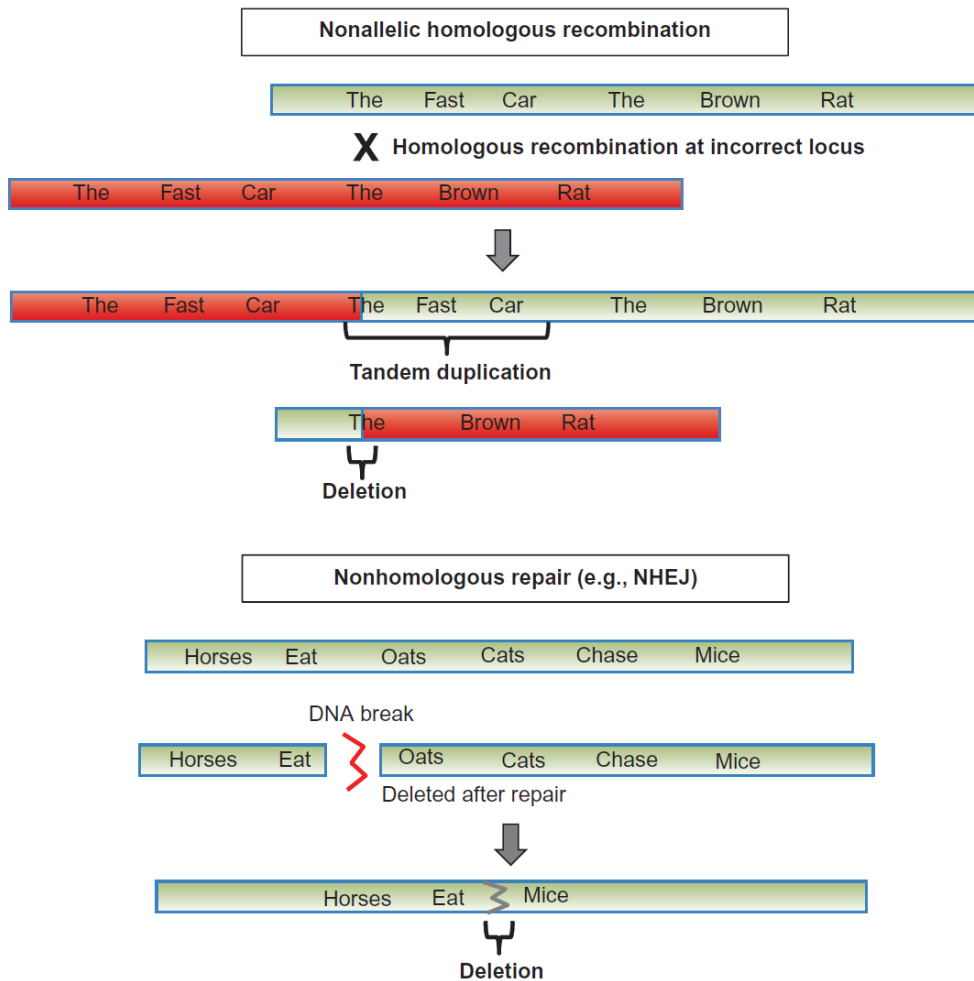 Nonallelic homologous recombination
The Fast Car The Brown Rat
X Homologous recombination at incorrect locus
The Fast Car The Brown Rat
The Fast Car The Fast Car The Brown Rat
Tandem duplication
The Brown Rat
Deletion
Nonhomologous repair (e.g., NHEJ)
Horses Eat Oats Cats Chase Mice
DNA break
Horses Eat Oats Cats Chase Mice
Deleted after repair
Horses Eat Mice
Deletion